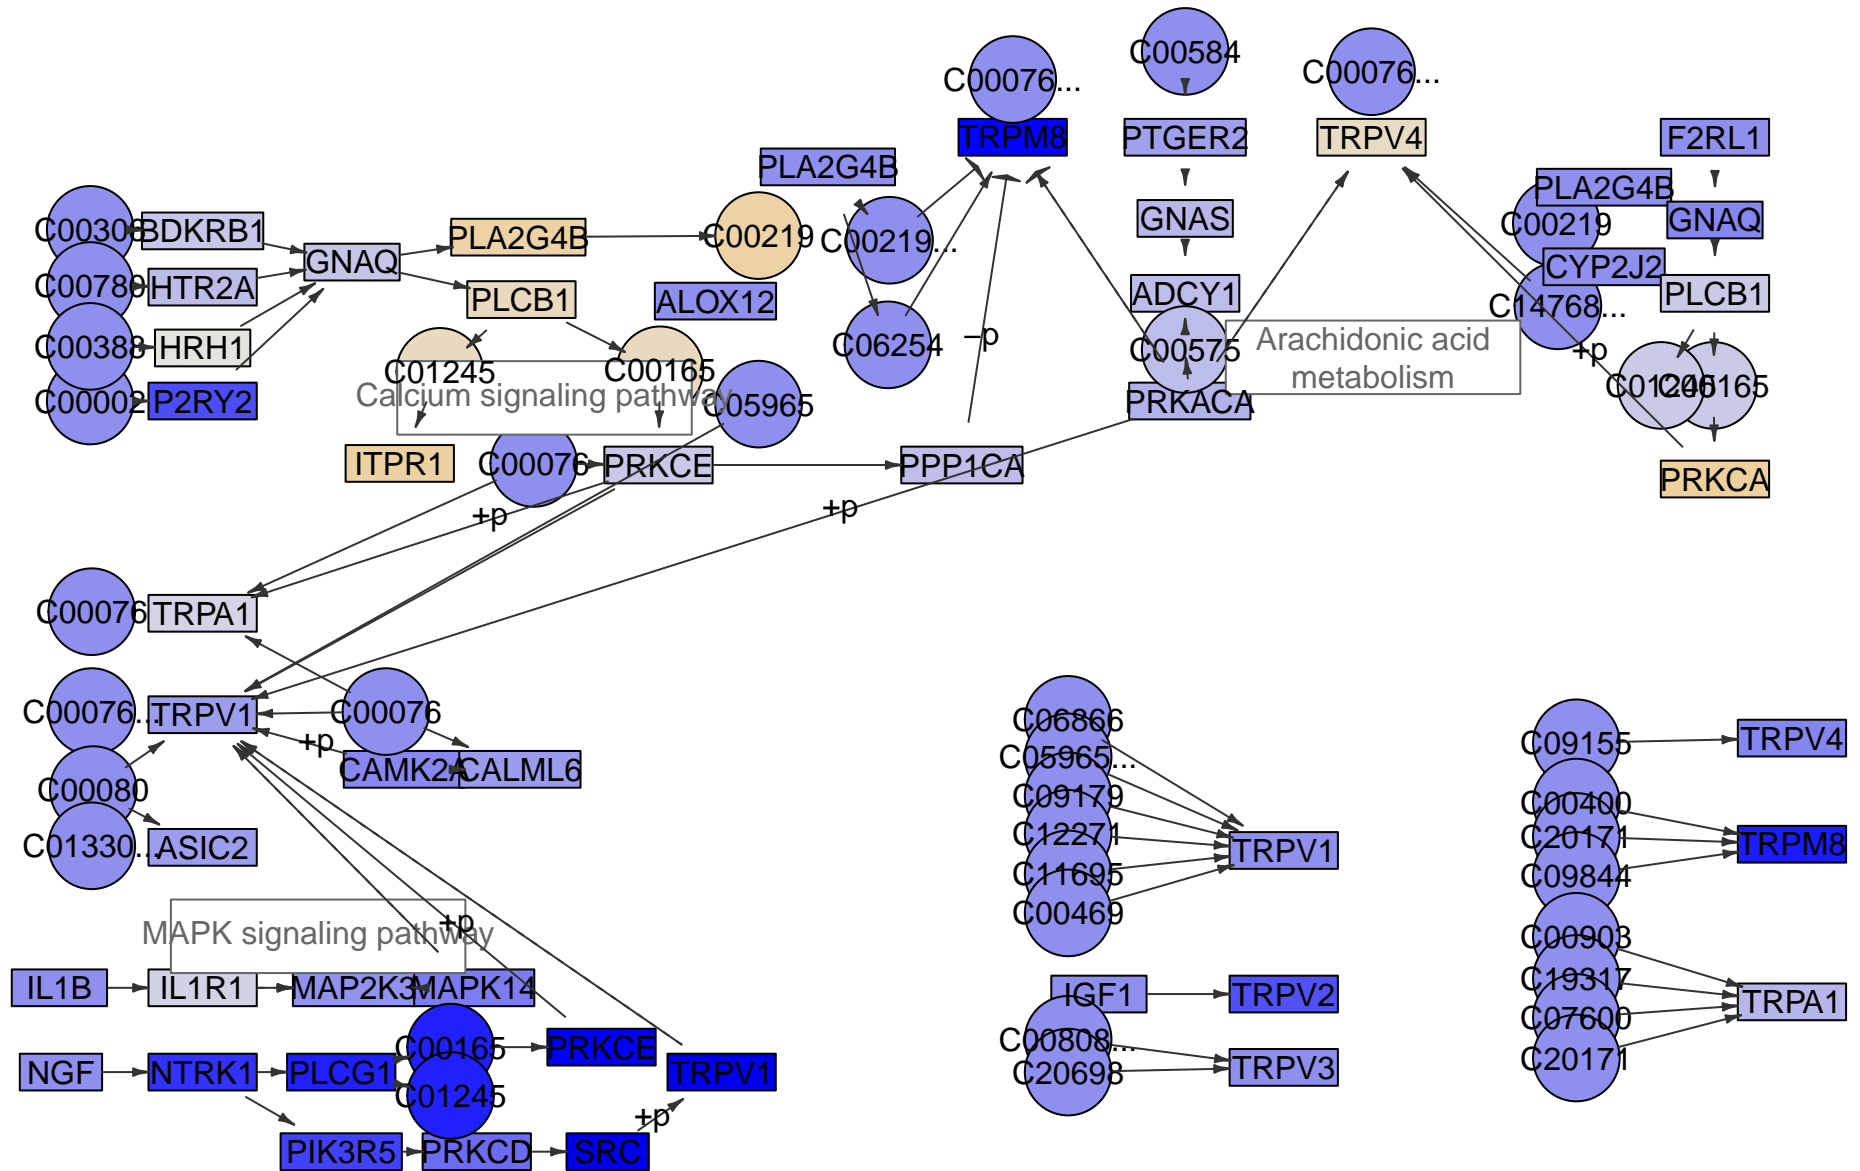 C00584
C00076...
C00076...
TRPM8
PTGER2
TRPV4
F2RL1
PLA2G4B
PLA2G4B
C00219
GNAS
GNAQ
BDKRB1
PLA2G4B
C00219
C00219...
GNAQ
CYP2J2
C00780
HTR2A
PLCB1
ALOX12
ADCY1
C14768...
PLCB1
C00388
HRH1
C01245
C00165
C06254
–p
C00575
Arachidonic acid
metabolism
+p
C00165
C00002
P2RY2
Calcium signaling pathway
C05965
PRKACA
ITPR1
C00076
PRKCE
PPP1CA
PRKCA
+p
+p
C00076
TRPA1
C00076...
TRPV1
C00076
+p
CAMK2A
CALML6
C00080
C01330...
ASIC2
C06866
C05965...
C09179
C12271
C11695
C00469
TRPV1
C09155
TRPV4
C00400
C20171
C09844
TRPM8
MAPK signaling pathway
+p
IL1B
IL1R1
MAP2K3
MAPK14
IGF1
TRPV2
C00903
C19317
C07600
C20171
TRPA1
C00165
PRKCE
C00808...
C20698
TRPV3
NGF
NTRK1
PLCG1
C01245
TRPV1
+p
PIK3R5
PRKCD
SRC